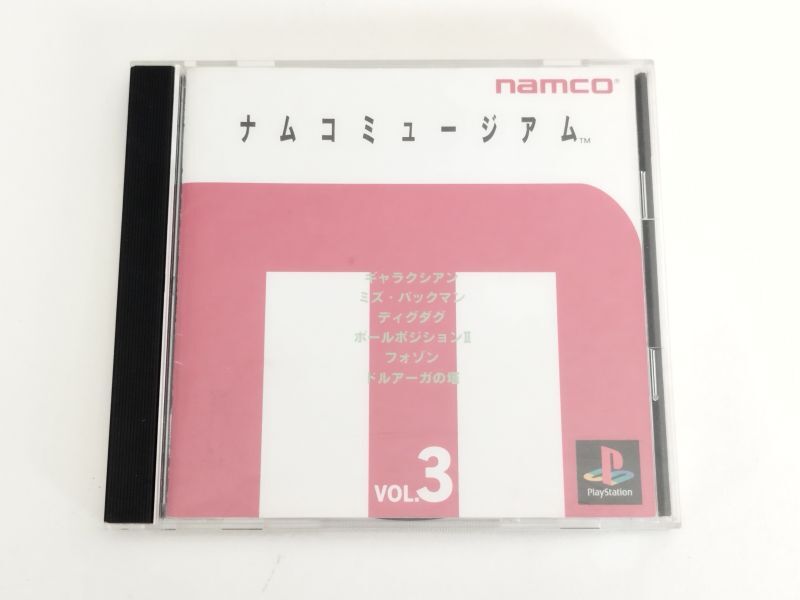 namco®
ナムコミュージアム™
ギャラクシアン
ミズ・パックマン
ディグダグ
ポールポジションⅡ
フォゾン
ドルアーガの塔
VOL.3
PlayStation